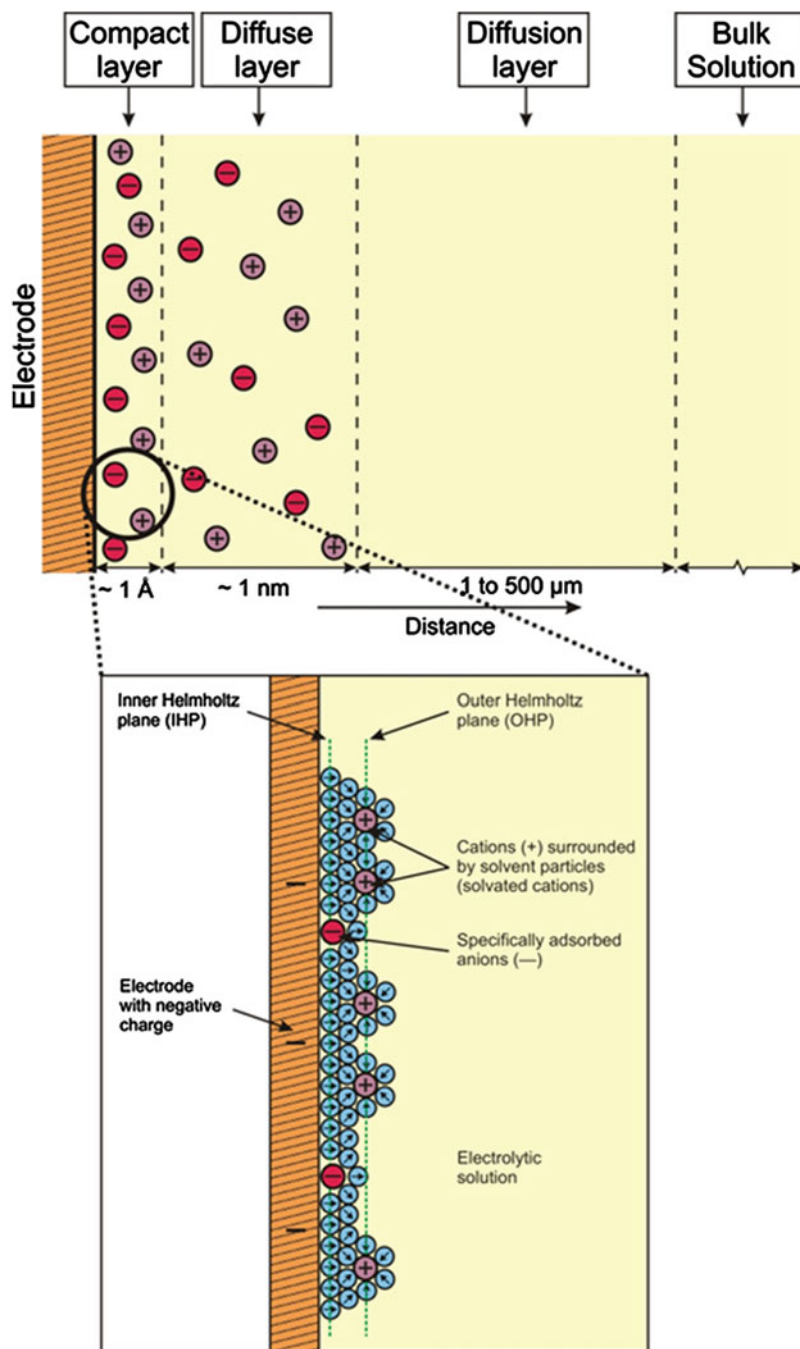 Compact
layer
Diffuse
layer
Diffusion
layer
Bulk
Solution
Electrode
~ 1 Å
~ 1 nm
1 to 500 µm
Distance
Inner Helmholtz
plane (IHP)
Outer Helmholtz
plane (OHP)
Cations (+) surrounded
by solvent particles
(solvated cations)
Specifically adsorbed
anions (—)
Electrode
with negative
charge
Electrolytic
solution